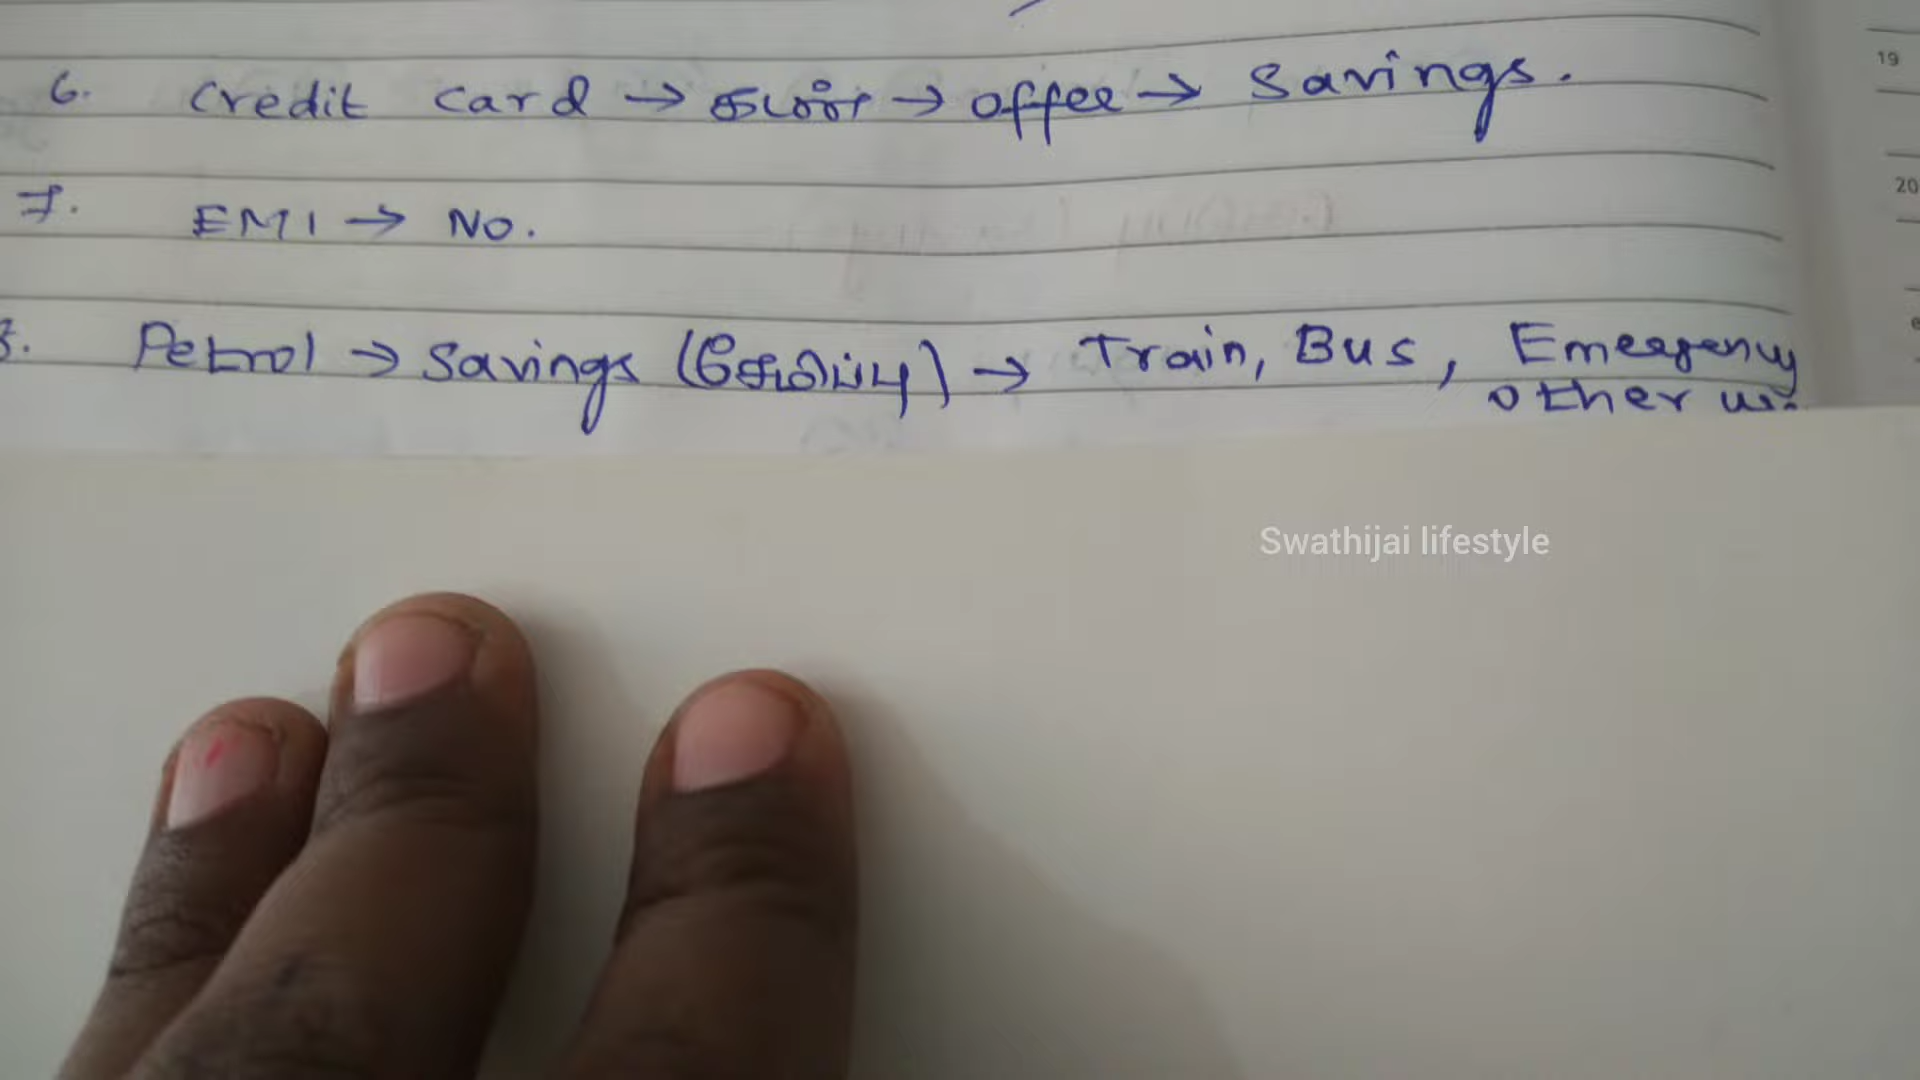 19
6. Credit card → கடன் → offee → Savings.
20
7. EMI → No.
8. Petrol → Savings (சேமிப்பு) → Train, Bus, Emergency
other
Swathijai lifestyle